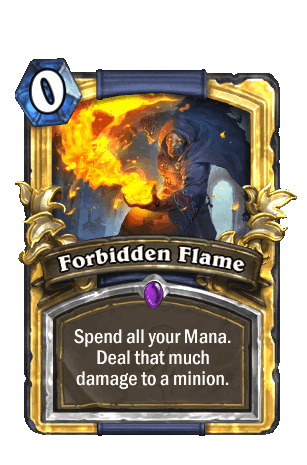 0
Forbidden Flame
Spend all your Mana.
Deal that much
damage to a minion.